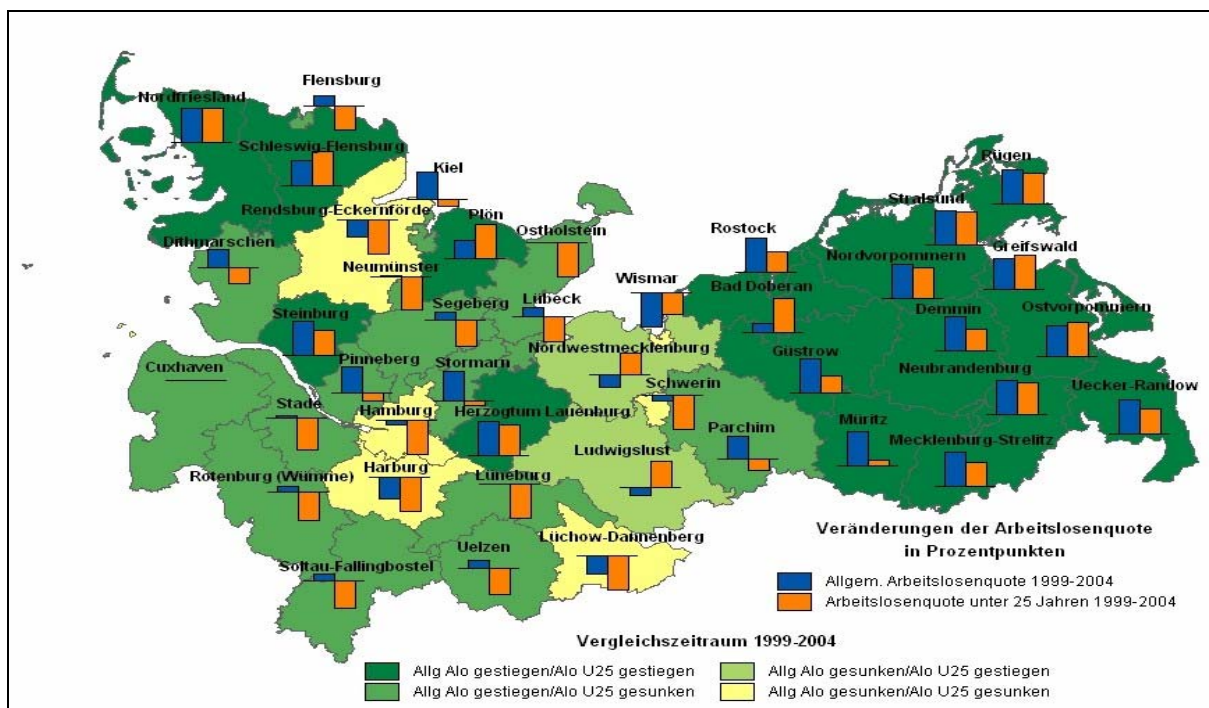 Flensburg
Nordfriesland
Schleswig-Flensburg
Kiel
Rügen
Rendsburg-Eckernförde
Plön
Stralsund
Dithmarschen
Ostholstein
Rostock
Greifswald
Neumünster
Wismar
Nordvorpommern
Segeberg
Lübeck
Bad Doberan
Ostvorpommern
Steinburg
Demmin
Nordwestmecklenburg
Cuxhaven
Pinneberg
Stormarn
Güstrow
Neubrandenburg
Schwerin
Uecker-Randow
Stade
Hamburg
Herzogtum Lauenburg
Müritz
Parchim
Mecklenburg-Strelitz
Ludwigslust
Rotenburg (Wümme)
Harburg
Lüneburg
Lüchow-Dannenberg
Uelzen
Soltau-Fallingbostel
Veränderungen der Arbeitslosenquote
in Prozentpunkten
Allgem. Arbeitslosenquote 1999-2004
Arbeitslosenquote unter 25 Jahren 1999-2004
Vergleichszeitraum 1999-2004
Allg Alo gestiegen/Alo U25 gestiegen
Allg Alo gesunken/Alo U25 gestiegen
Allg Alo gestiegen/Alo U25 gesunken
Allg Alo gesunken/Alo U25 gesunken